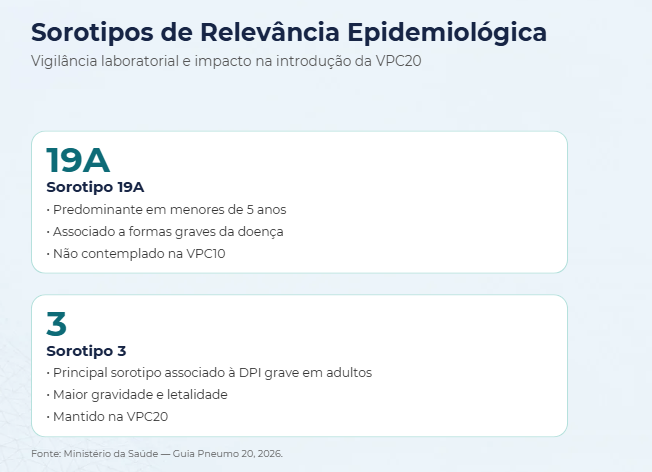 Sorotipos de Relevância Epidemiológica
Vigilância laboratorial e impacto na introdução da VPC20
19A
Sorotipo 19A
• Predominante em menores de 5 anos
• Associado a formas graves da doença
• Não contemplado na VPC10
3
Sorotipo 3
• Principal sorotipo associado à DPI grave em adultos
• Maior gravidade e letalidade
• Mantido na VPC20
Fonte: Ministério da Saúde — Guia Pneumo 20, 2026.